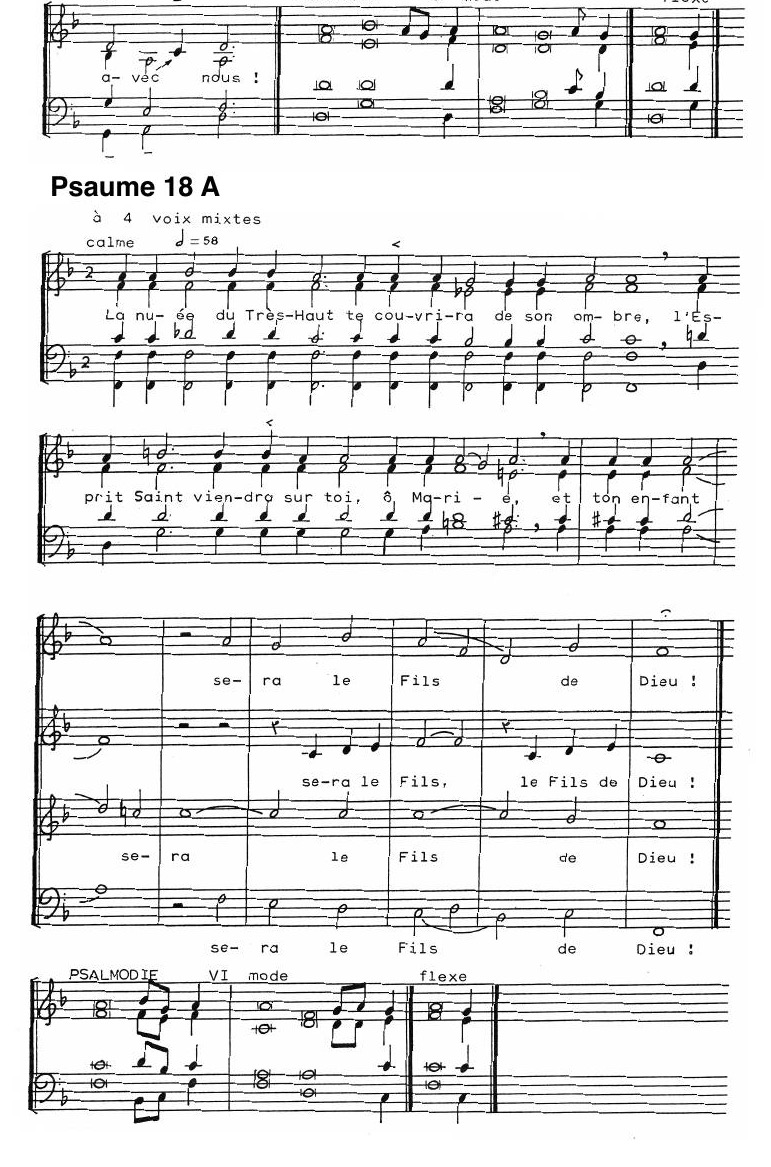 flexe
a- vec nous !
Psaume 18 A
à 4 voix mixtes
calme = 58
La nu- ée du Très-Haut te cou-vri-ra de son om- bre, l'Es-
prit Saint vien-dra sur toi, ô Ma-ri - e, et ton en-fant
se- ra le Fils de Dieu !
se-ra le Fils, le Fils de Dieu !
se- ra le Fils de Dieu !
se- ra le Fils de Dieu !
PSALMODIE VI mode flexe